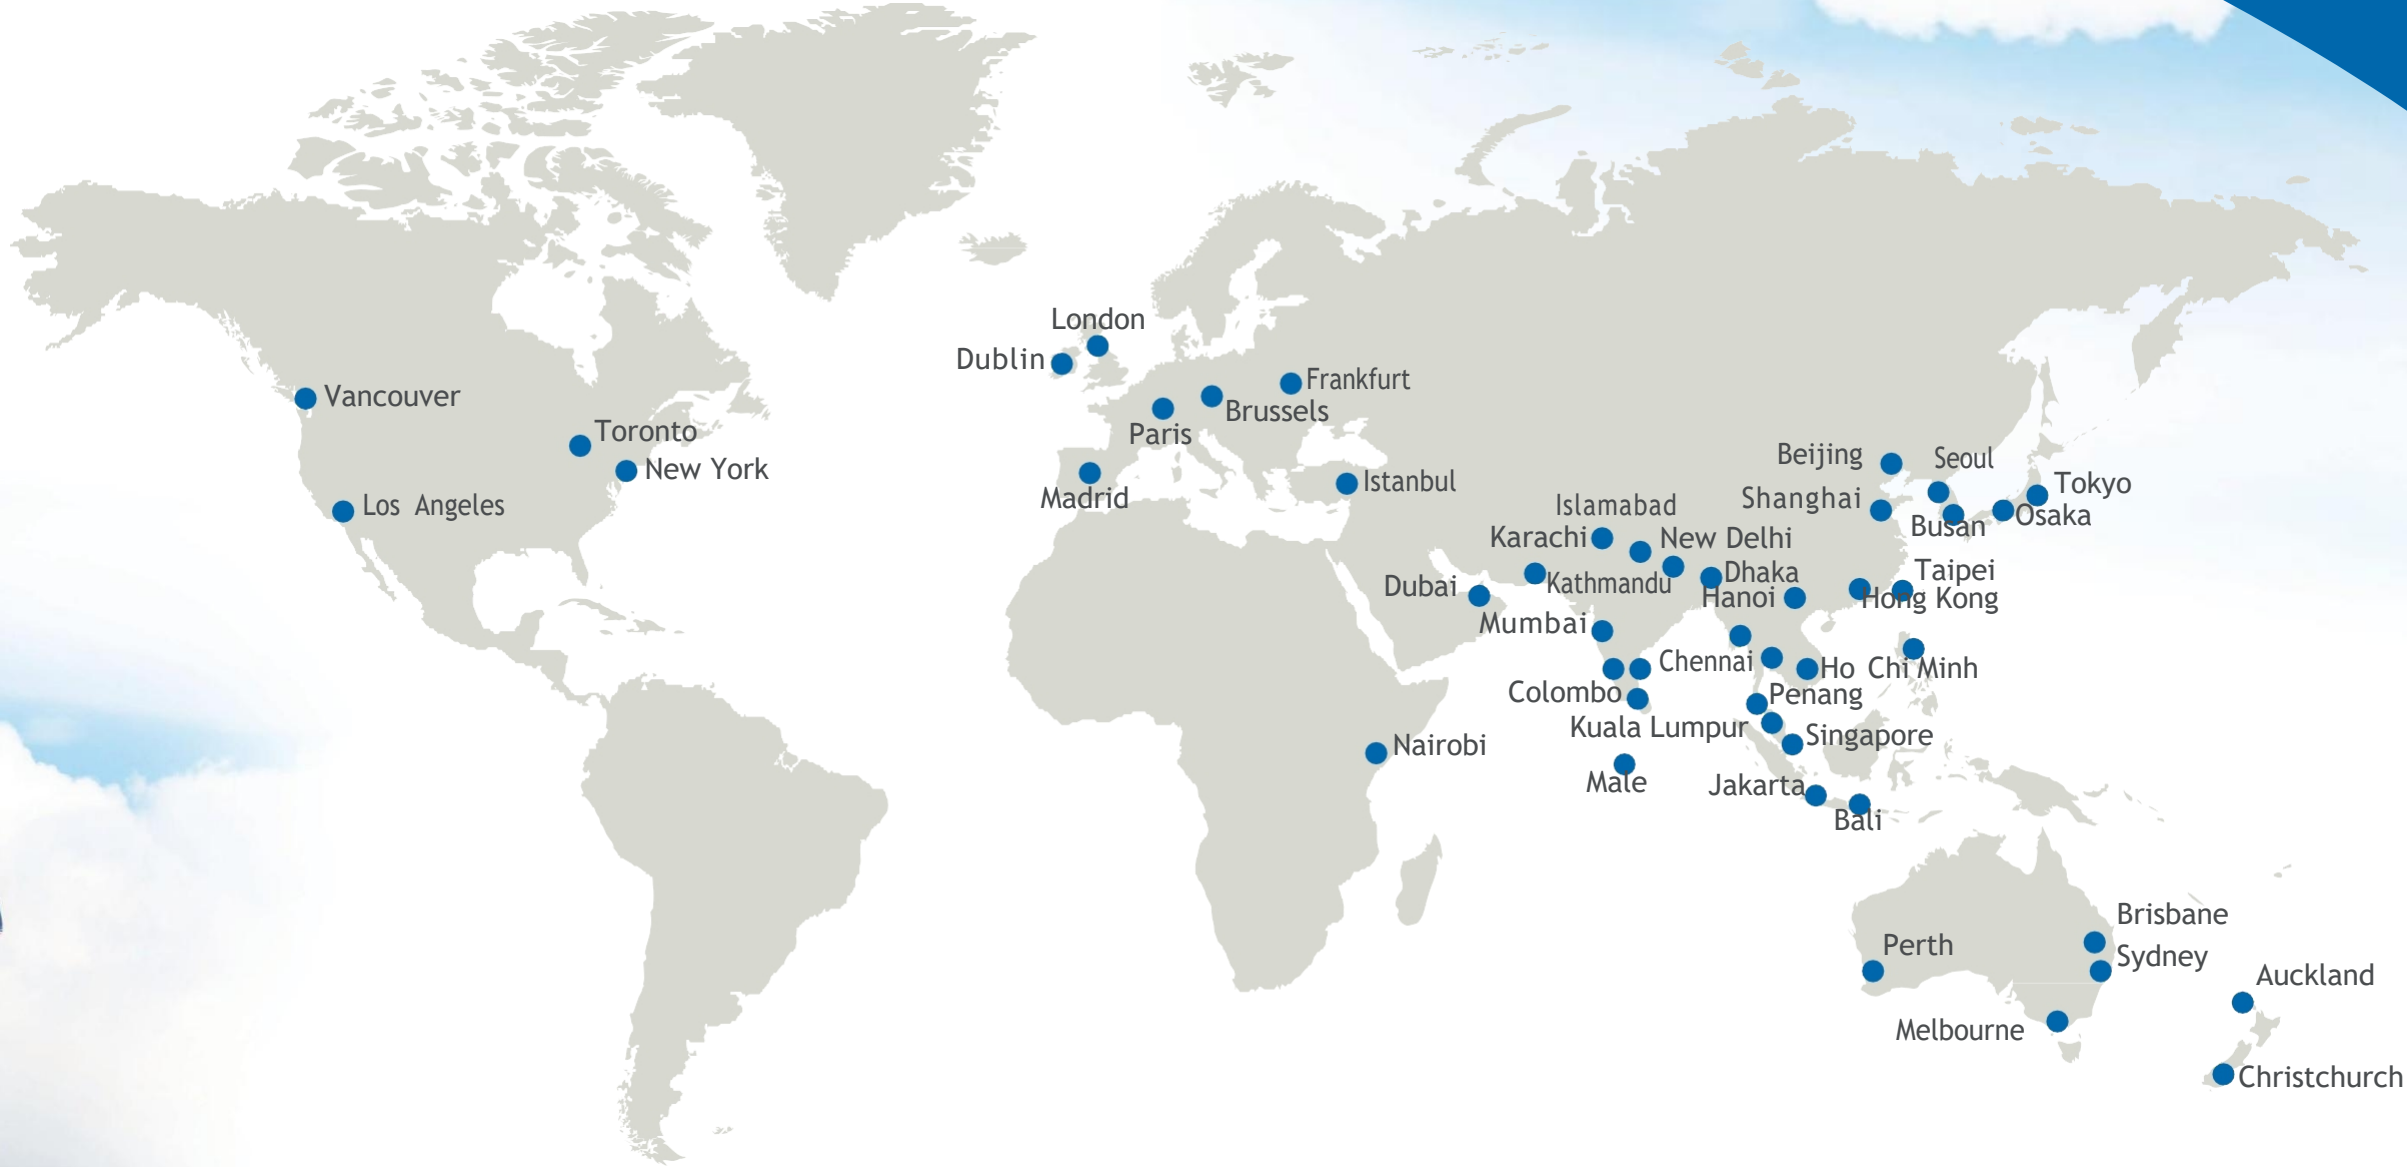 London
Dublin
Frankfurt
Vancouver
Brussels
Toronto
Paris
Beijing
Seoul
New York
Istanbul
Tokyo
Madrid
Shanghai
Los Angeles
Islamabad
Osaka
Busan
Karachi
New Delhi
Taipei
Dhaka
Kathmandu
Dubai
Hanoi
Hong Kong
Mumbai
Chennai
Ho Chi Minh
Colombo
Penang
Kuala Lumpur
Singapore
Nairobi
Male
Jakarta
Bali
Brisbane
Perth
Sydney
Auckland
Melbourne
Christchurch